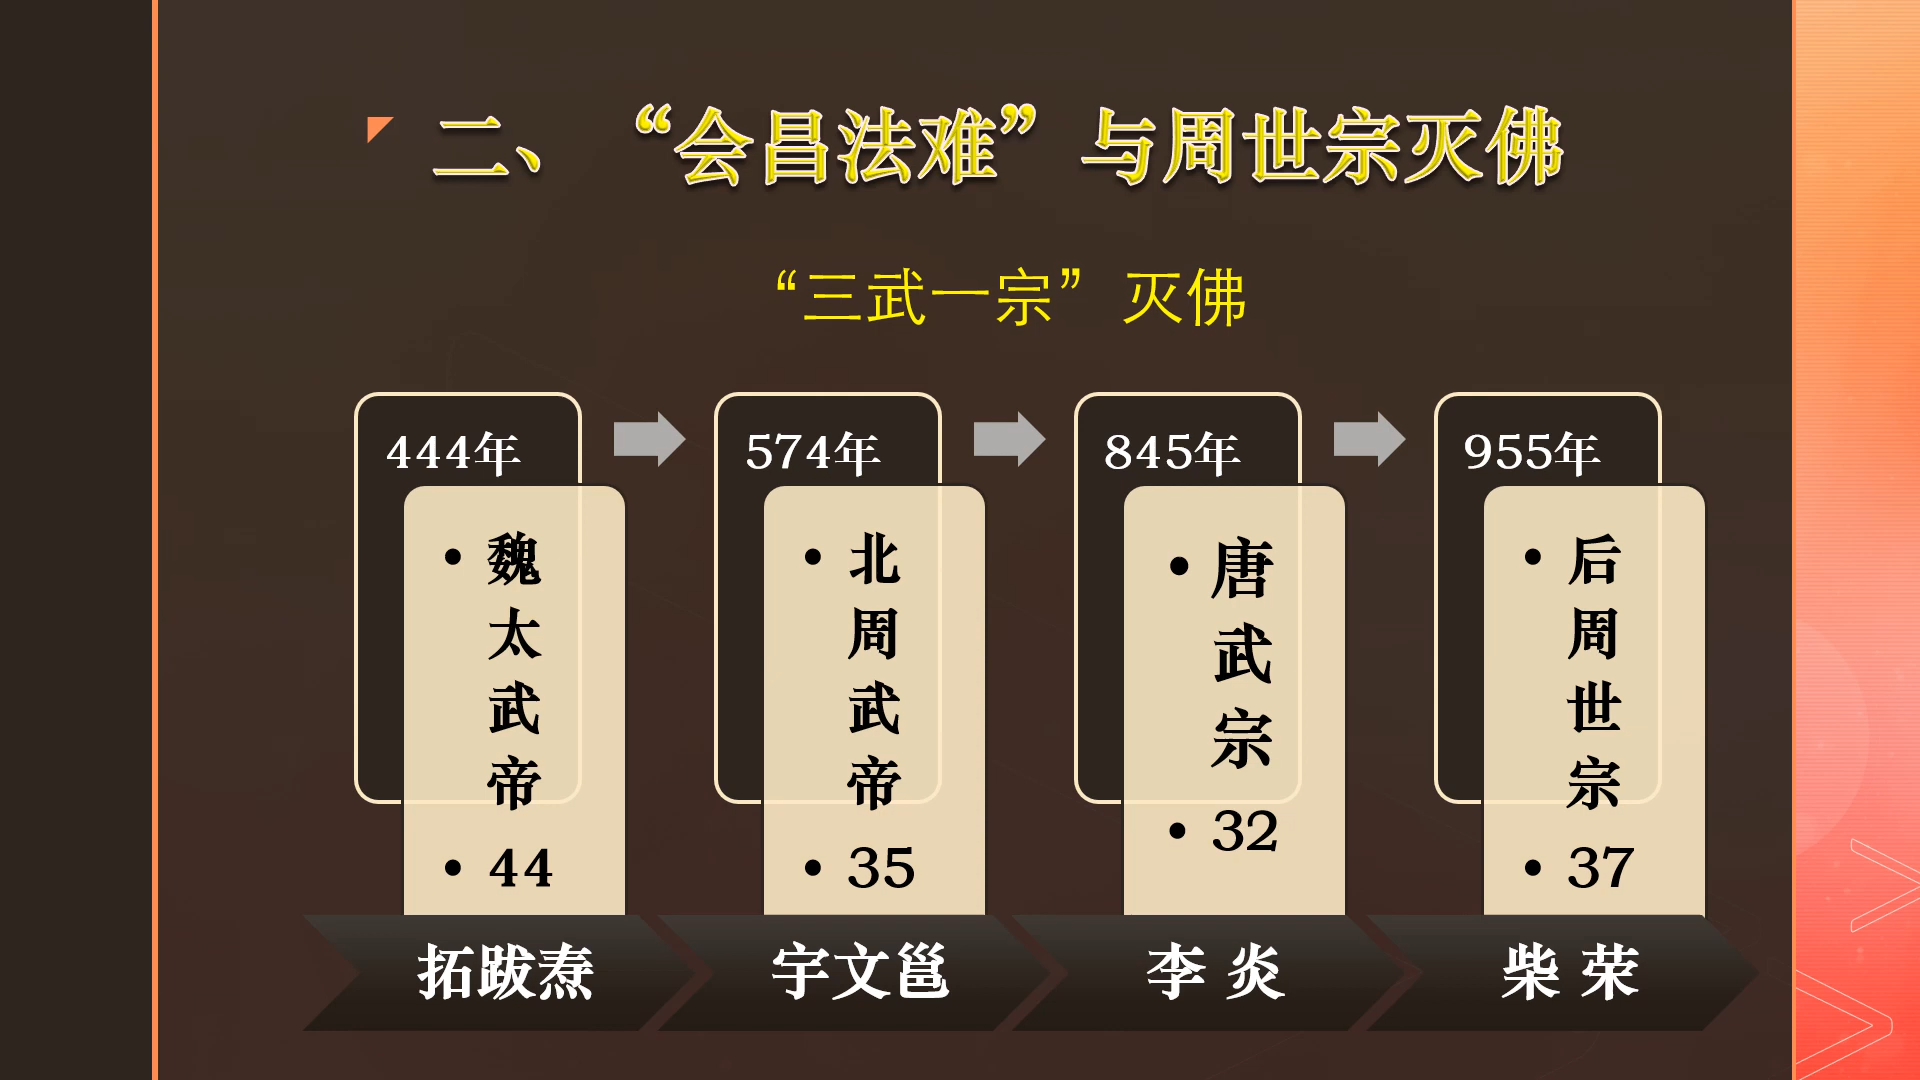 二、 “会昌法难”与周世宗灭佛
“三武一宗” 灭佛
444年
• 魏太武帝
• 44
拓跋焘
574年
• 北周武帝
• 35
宇文邕
845年
• 唐武宗
• 32
李 炎
955年
• 后周世宗
• 37
柴 荣